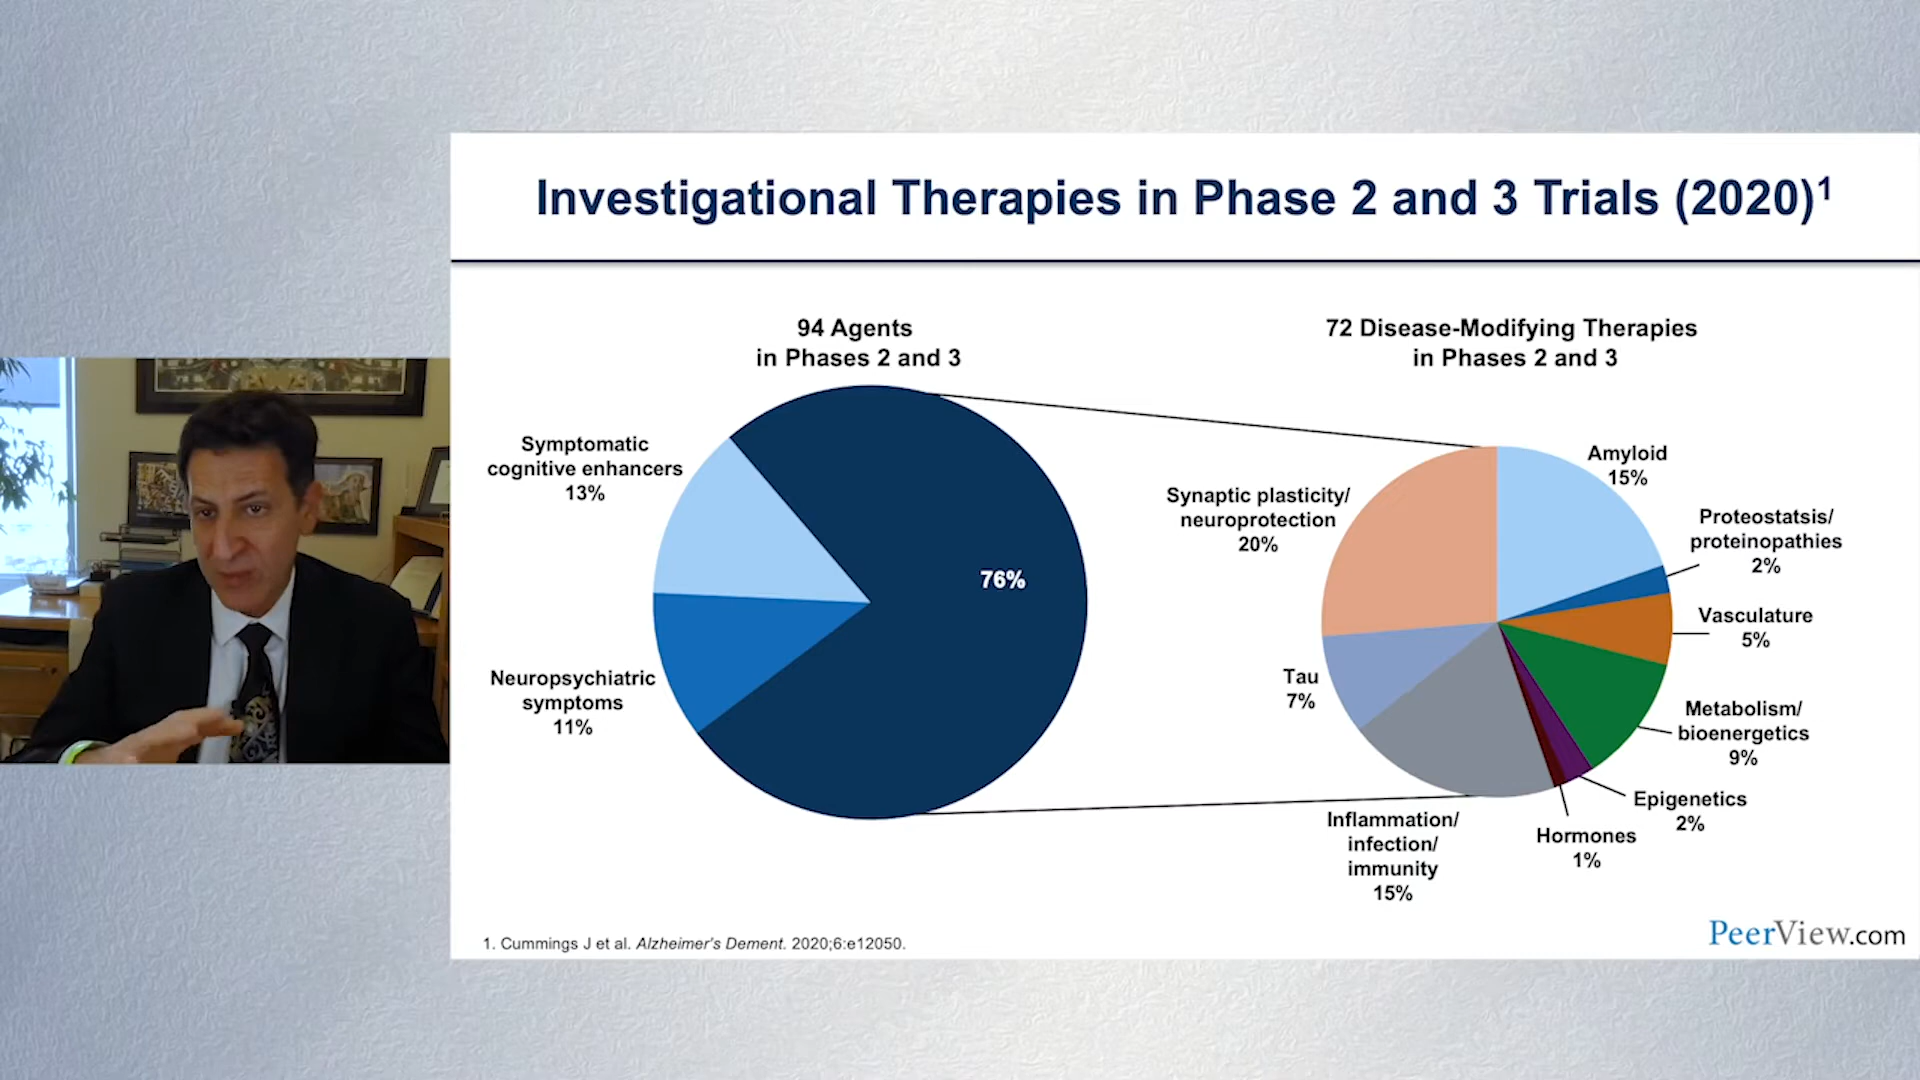 Investigational Therapies in Phase 2 and 3 Trials (2020)1
94 Agents
in Phases 2 and 3
Symptomatic
cognitive enhancers
13%
76%
Neuropsychiatric
symptoms
11%
72 Disease-Modifying Therapies
in Phases 2 and 3
Amyloid
15%
Proteostatsis/
proteinopathies
2%
Vasculature
5%
Metabolism/
bioenergetics
9%
Epigenetics
2%
Hormones
1%
Inflammation/
infection/
immunity
15%
Tau
7%
Synaptic plasticity/
neuroprotection
20%
1. Cummings J et al. Alzheimer's Dement. 2020;6:e12050.
PeerView.com